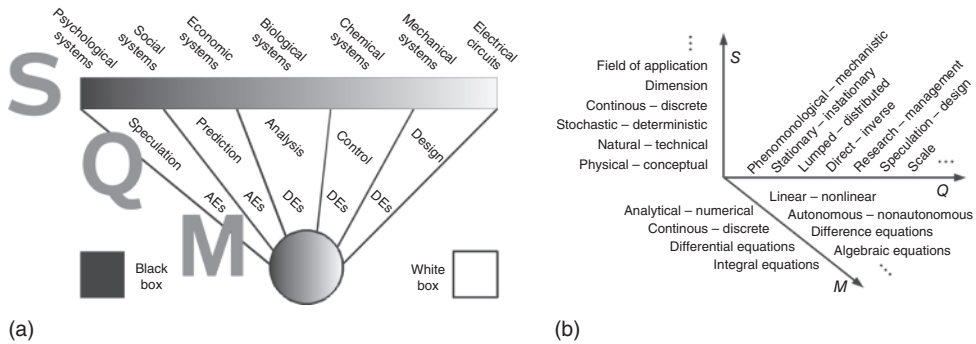 Psychological
systems
Social
systems
Economic
systems
Biological
systems
Chemical
systems
Mechanical
systems
Electrical
circuits
S
Speculation
Prediction
Analysis
Control
Design
Q
AEs
AEs
DEs
DEs
DEs
M
Black
box
White
box
(a)
S
Field of application
Dimension
Continous – discrete
Stochastic – deterministic
Natural – technical
Physical – conceptual
Phenomonological – mechanistic
Stationary – instationary
Lumped – distributed
Direct – inverse
Research – management
Speculation – design
Scale
Q
Linear – nonlinear
Autonomous – nonautonomous
Difference equations
Algebraic equations
Analytical – numerical
Continuous – discrete
Differential equations
Integral equations
M
(b)